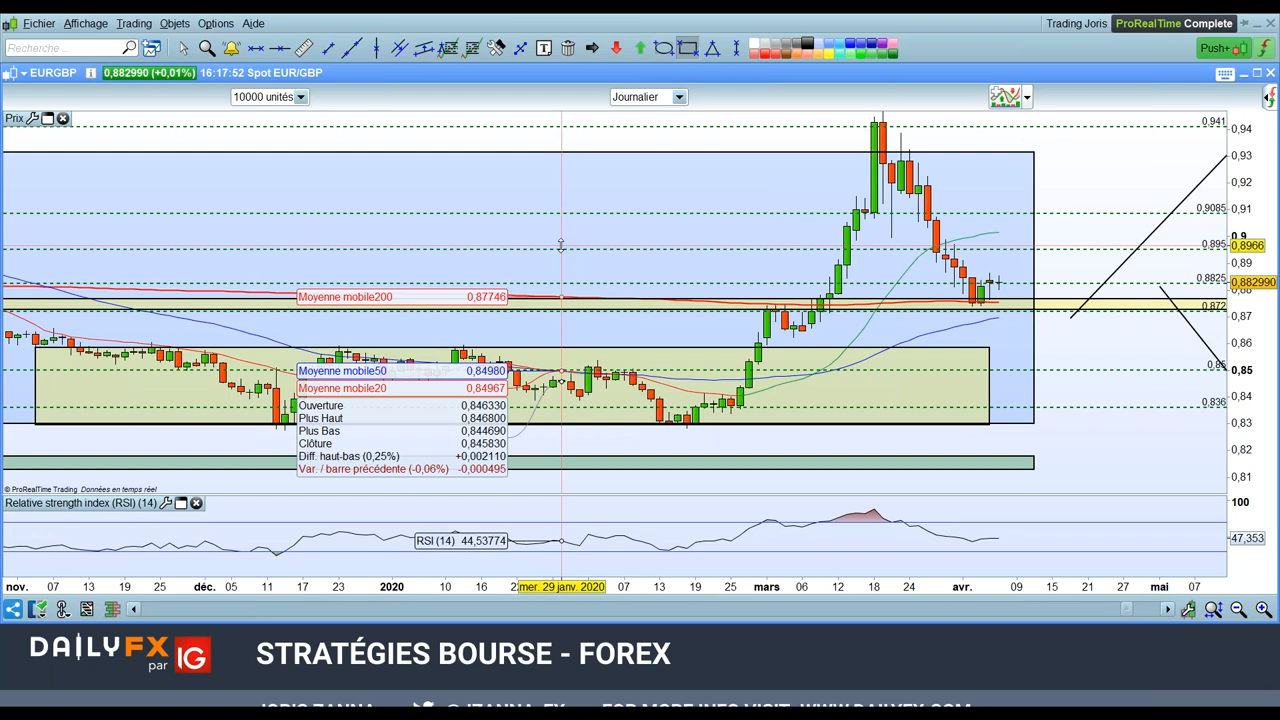 Fichier Affichage Trading Objets Options Aide
Trading Joris ProRealTime Complete
Recherche ...
T
Push+
EURGBP i 0,882990 (+0,01%) 16:17:52 Spot EUR/GBP
10000 unités Journalier
Prix
0,941
0,94
0,93
0,92
0,9085
0,91
0,9
0,895
0,8966
0,89
0,8825
0,882990
0,872
0,87
0,86
0,85
0,836
0,84
0,83
0,82
0,81
Moyenne mobile200 0,87746
Moyenne mobile50 0,84980
Moyenne mobile20 0,84967
Ouverture 0,846330
Plus Haut 0,846800
Plus Bas 0,844690
Clôture 0,845830
Diff. haut-bas (0,25%) +0,002110
Var. / barre précédente (-0,06%) -0,000495
© ProRealTime Trading Données en temps réel
Relative strength index (RSI) (14)
100
RSI (14) 44,53774
47,353
nov. 07 13 19 25 déc. 05 11 17 23 2020 10 16 mer. 29 janv. 2020 07 13 19 25 mars 06 12 18 24 avril. 09 15 21 27 mai 07
DAILYFX
par IG
STRATÉGIES BOURSE - FOREX